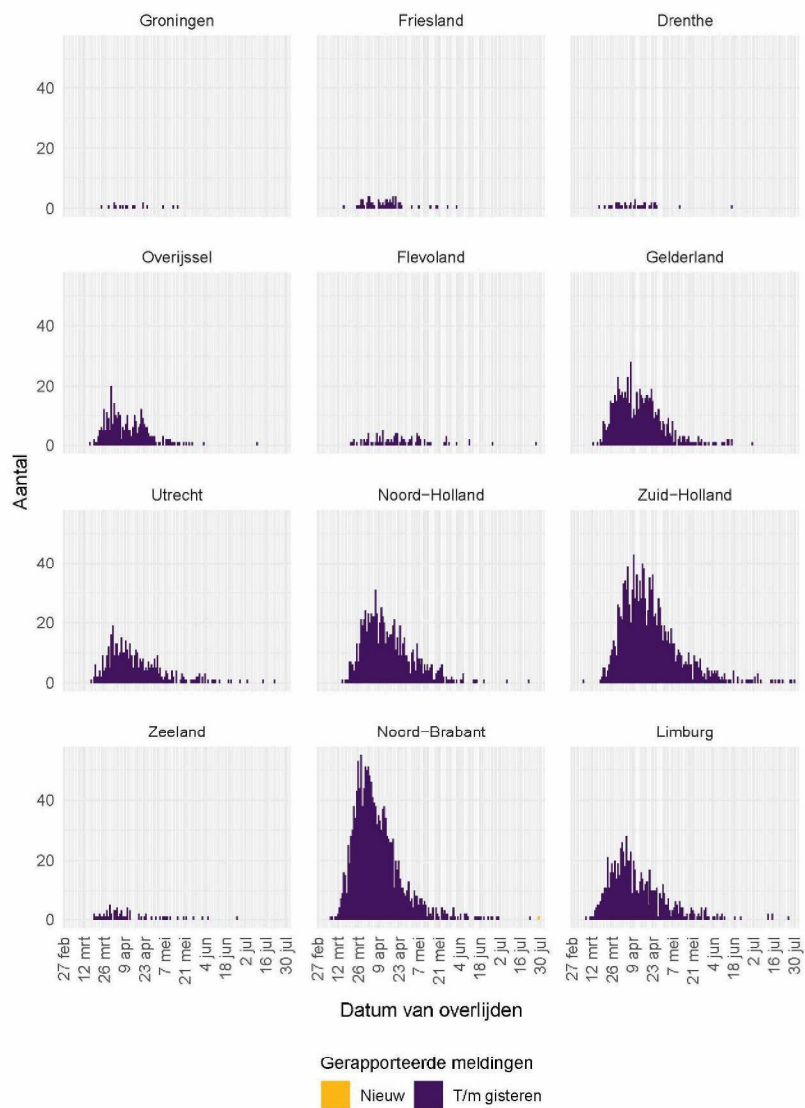 Groningen Friesland Drenthe
40
20
0
Overijssel Flevoland Gelderland
40
20
0
Utrecht Noord-Holland Zuid-Holland
40
20
0
Zeeland Noord-Brabant Limburg
40
20
0
Aantal
27 feb 12 mrt 26 mrt 9 apr 23 apr 7 mei 21 mei 4 jun 18 jun 2 jul 16 jul 30 jul
27 feb 12 mrt 26 mrt 9 apr 23 apr 7 mei 21 mei 4 jun 18 jun 2 jul 16 jul 30 jul
27 feb 12 mrt 26 mrt 9 apr 23 apr 7 mei 21 mei 4 jun 18 jun 2 jul 16 jul 30 jul
Datum van overlijden
Gerapporteerde meldingen
Nieuw T/m gisteren